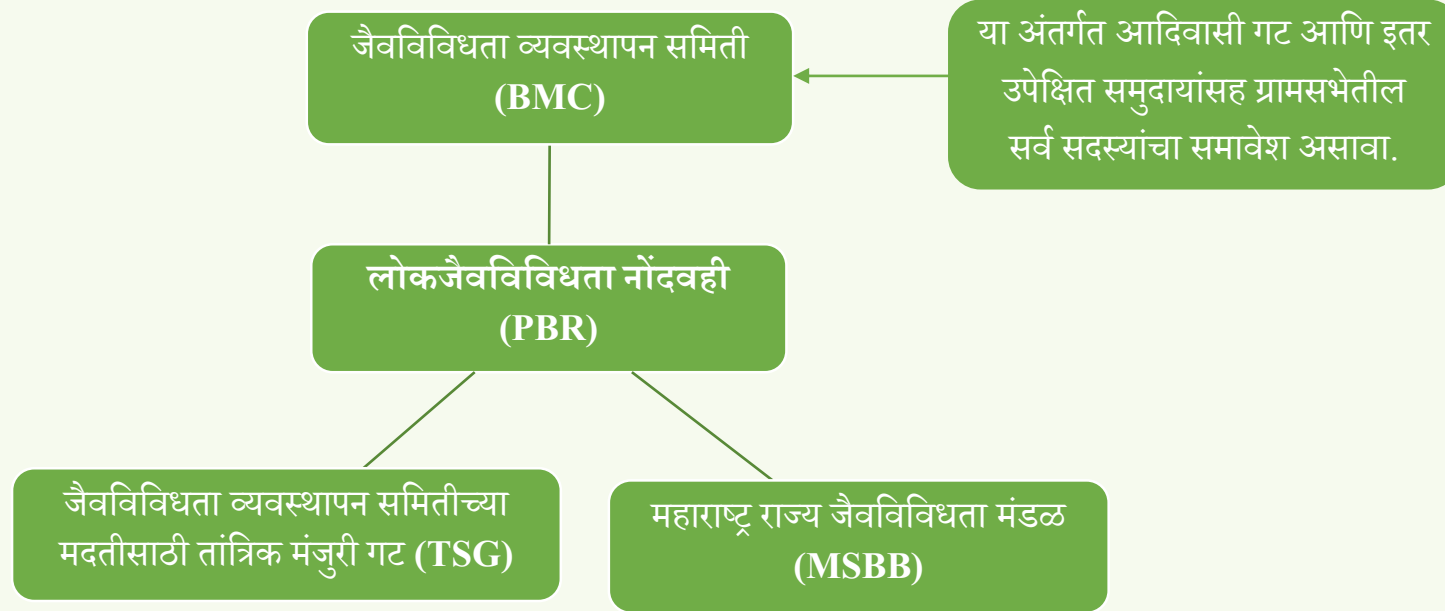 जैवविविधता व्यवस्थापन समिती
(BMC)
या अंतर्गत आदिवासी गट आणि इतर
उपेक्षित समुदायांसह ग्रामसभेतील
सर्व सदस्यांचा समावेश असावा.
लोकजैवविविधता नोंदवही
(PBR)
जैवविविधता व्यवस्थापन समितीच्या
मदतीसाठी तांत्रिक मंजुरी गट (TSG)
महाराष्ट्र राज्य जैवविविधता मंडळ
(MSBB)